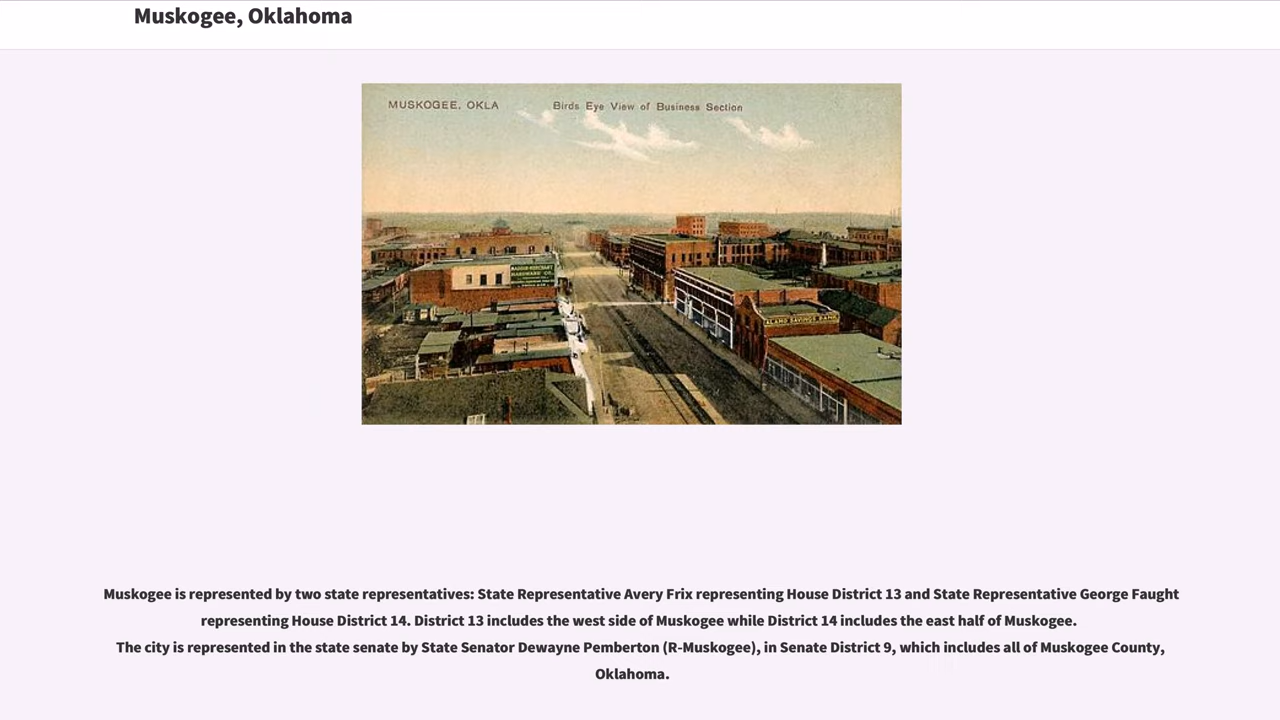 Muskogee, Oklahoma
MUSKOGEE, OKLA Birds Eye View of Business Section
HARDWARE CO.
ALAMO SAVINGS BANK
Muskogee is represented by two state representatives: State Representative Avery Frix representing House District 13 and State Representative George Faught
representing House District 14. District 13 includes the west side of Muskogee while District 14 includes the east half of Muskogee.
The city is represented in the state senate by State Senator Dewayne Pemberton (R-Muskogee), in Senate District 9, which includes all of Muskogee County,
Oklahoma.